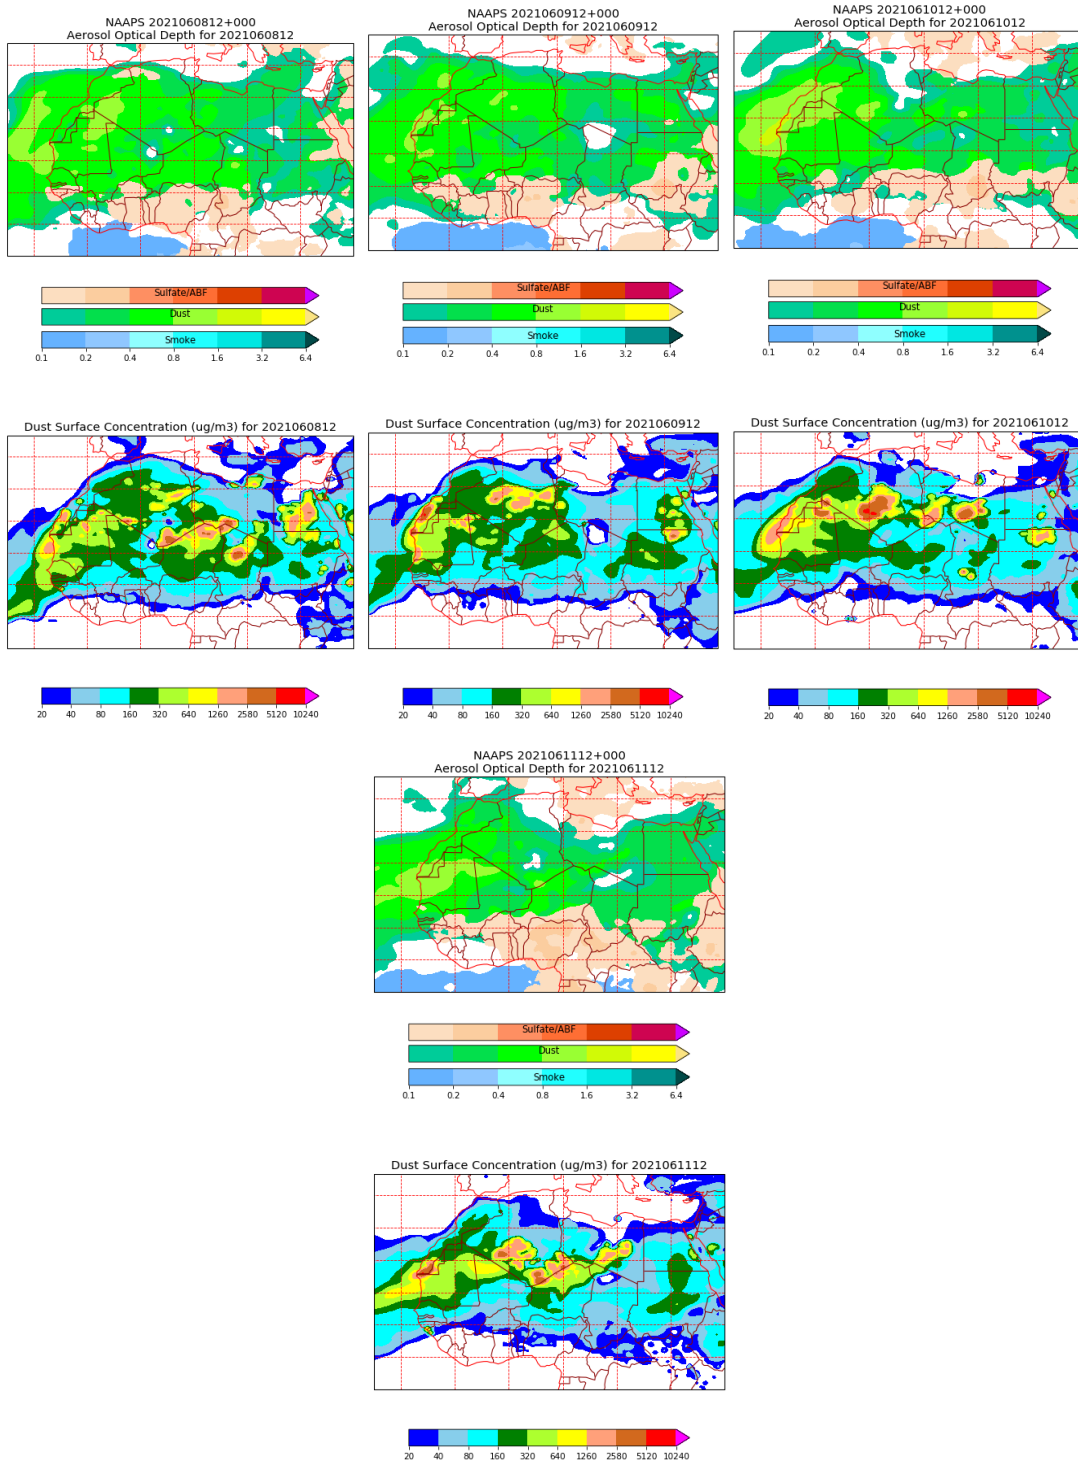 NAAPS 2021060812+000
Aerosol Optical Depth for 2021060812
Sulfate/ABF
Dust
Smoke
0.1 0.2 0.4 0.8 1.6 3.2 6.4
NAAPS 2021060912+000
Aerosol Optical Depth for 2021060912
Sulfate/ABF
Dust
Smoke
0.1 0.2 0.4 0.8 1.6 3.2 6.4
NAAPS 2021061012+000
Aerosol Optical Depth for 2021061012
Sulfate/ABF
Dust
Smoke
0.1 0.2 0.4 0.8 1.6 3.2 6.4
Dust Surface Concentration (ug/m3) for 2021060812
20 40 80 160 320 640 1260 2580 5120 10240
Dust Surface Concentration (ug/m3) for 2021060912
20 40 80 160 320 640 1260 2580 5120 10240
Dust Surface Concentration (ug/m3) for 2021061012
20 40 80 160 320 640 1260 2580 5120 10240
NAAPS 2021061112+000
Aerosol Optical Depth for 2021061112
Sulfate/ABF
Dust
Smoke
0.1 0.2 0.4 0.8 1.6 3.2 6.4
Dust Surface Concentration (ug/m3) for 2021061112
20 40 80 160 320 640 1260 2580 5120 10240